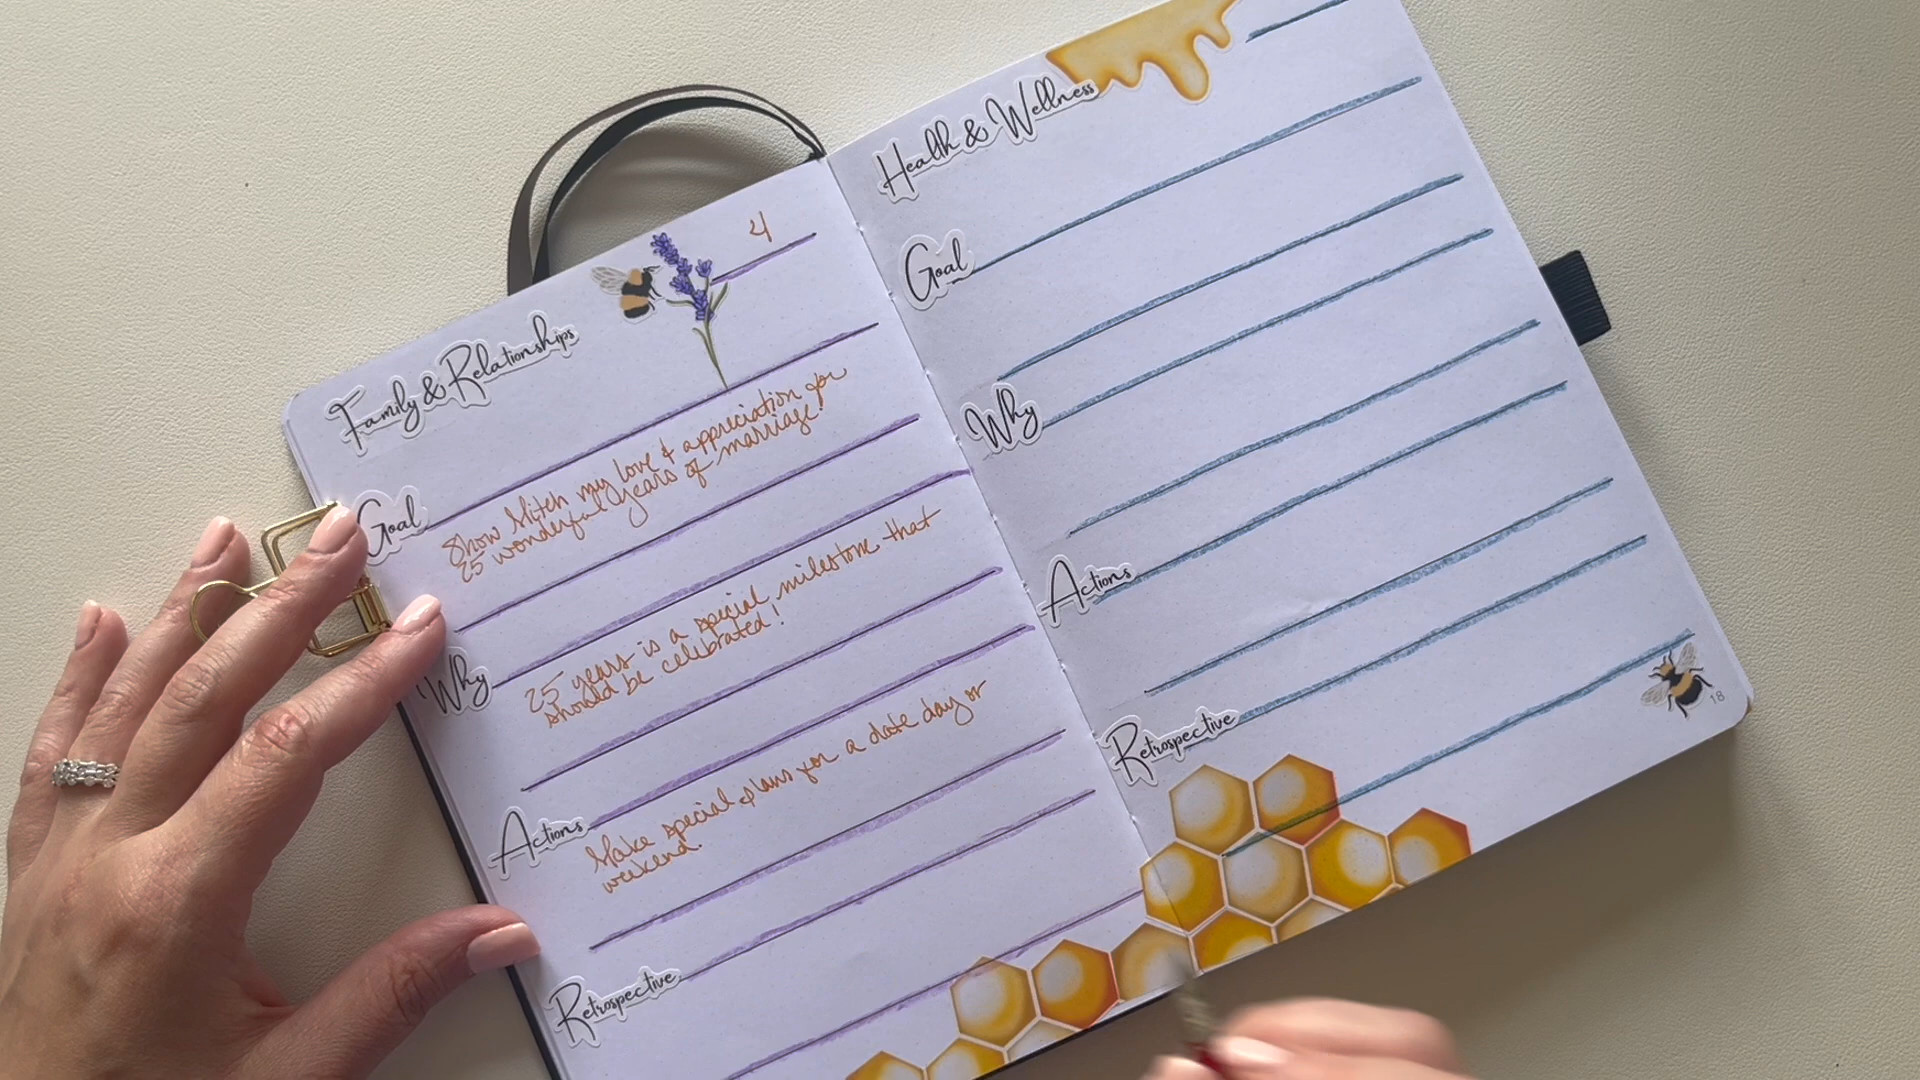 Family & Relationships
4
Goal
Show Mitch my love & appreciation for
25 wonderful years of marriage!
Why
25 years is a special milestone that
should be celebrated!
Actions
Make special plans for a date day or
weekend.
Retrospective
Health & Wellness
Goal
Why
Actions
Retrospective
18